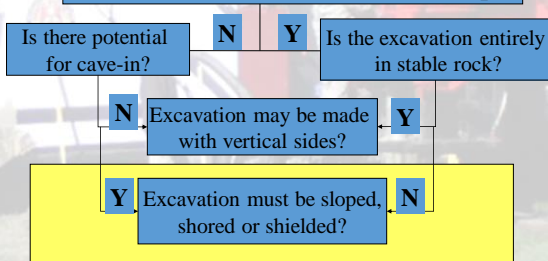 N
Y
Is there potential
for cave-in?
Is the excavation entirely
in stable rock?
N
Excavation may be made
with vertical sides?
Y
Y
Excavation must be sloped,
shored or shielded?
N